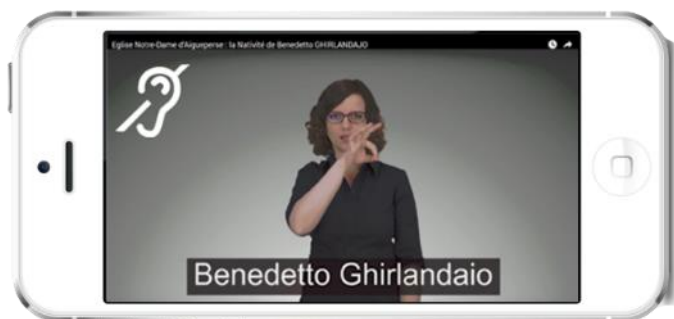 Eglise Notre-Dame d'Aigueperse : la Nativité de Benedetto GHIRLANDAJO
Benedetto Ghirlandaio